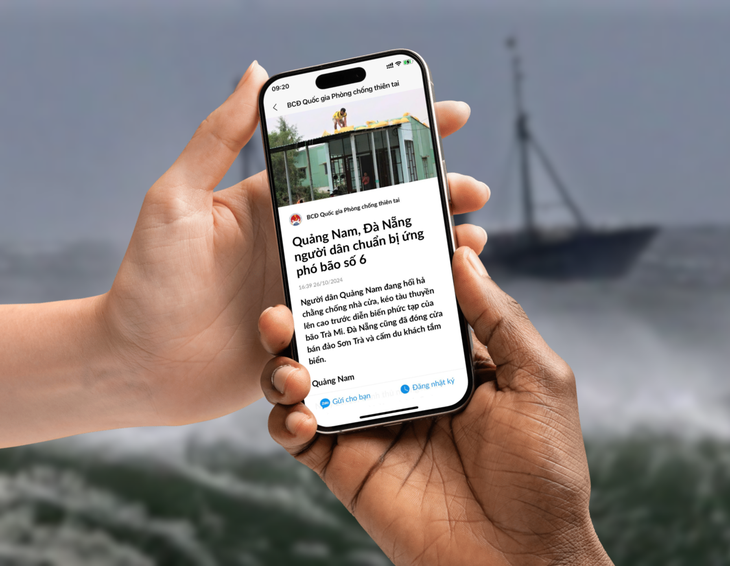 09:20
BCĐ Quốc gia Phòng chống thiên tai
BCĐ Quốc gia Phòng chống thiên tai
Quảng Nam, Đà Nẵng
người dân chuẩn bị ứng
phó bão số 6
16:39 26/10/2024
Người dân Quảng Nam đang hối hả
chằng chống nhà cửa, kéo tàu thuyền
lên cao trước diễn biến phức tạp của
bão Trà Mi. Đà Nẵng cũng đã đóng cửa
bán đảo Sơn Trà và cấm du khách tắm
biển.
Quảng Nam
Gửi cho bạn
Đăng nhật ký